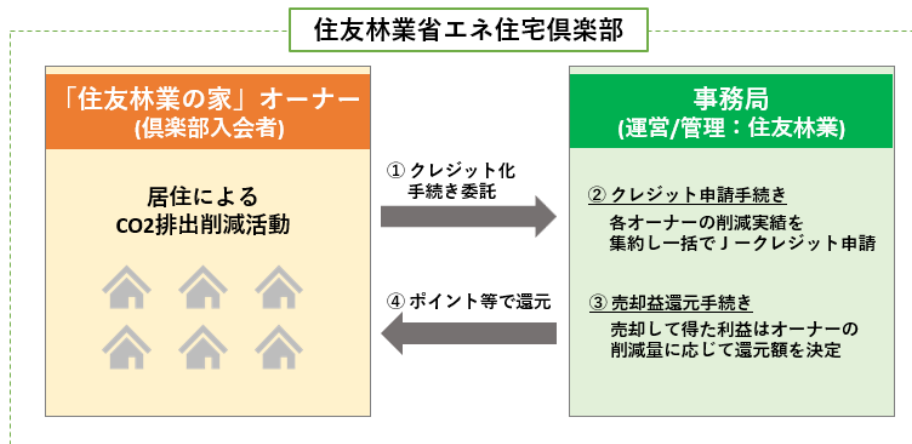 住友林業省エネ住宅倶楽部
「住友林業の家」オーナー
(倶楽部入会者)
居住による
CO2排出削減活動
① クレジット化
手続き委託
④ ポイント等で還元
事務局
(運営/管理：住友林業)
② クレジット申請手続き
各オーナーの削減実績を
集約し一括でＪークレジット申請
③ 売却益還元手続き
売却して得た利益はオーナーの
削減量に応じて還元額を決定